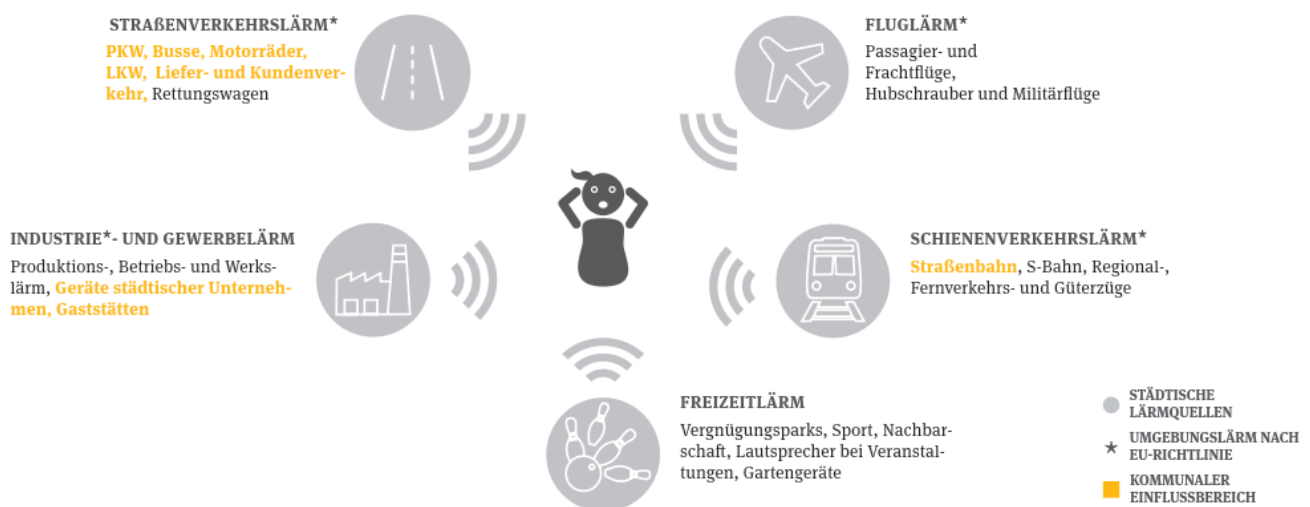 STRAßENVERKEHRSLÄRM*
PKW, Busse, Motorräder,
LKW, Liefer- und Kundenver-
kehr, Rettungswagen
FLUGLÄRM*
Passagier- und
Frachtflüge,
Hubschrauber und Militärflüge
INDUSTRIE*- UND GEWERBELÄRM
Produktions-, Betriebs- und Werks-
lärm, Geräte städtischer Unterneh-
men, Gaststätten
SCHIENENVERKEHRSLÄRM*
Straßenbahn, S-Bahn, Regional-,
Fernverkehrs- und Güterzüge
FREIZEITLÄRM
Vergnügungsparks, Sport, Nachbar-
schaft, Lautsprecher bei Veranstal-
tungen, Gartengeräte
STÄDTISCHE
LÄRMQUELLEN
* UMGEBUNGSLÄRM NACH
EU-RICHTLINIE
KOMMUNALER
EINFLUSSBEREICH